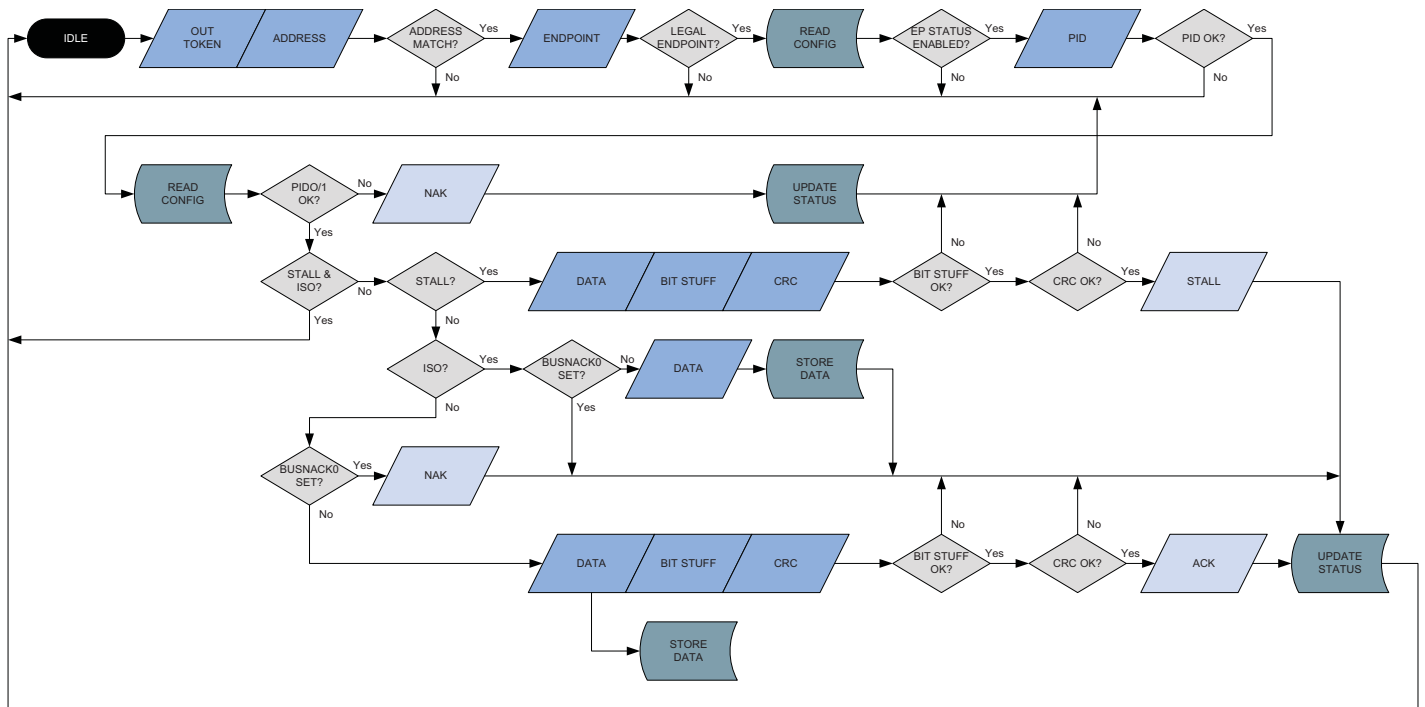 IDLE
OUT
TOKEN
ADDRESS
ADDRESS
MATCH?
Yes
No
ENDPOINT
LEGAL
ENDPOINT?
Yes
No
READ
CONFIG
EP STATUS
ENABLED?
Yes
No
PID
PID OK?
Yes
No
READ
CONFIG
PIDO/1
OK?
No
Yes
NAK
UPDATE
STATUS
STALL &
ISO?
No
Yes
STALL?
Yes
No
DATA
BIT STUFF
CRC
BIT STUFF
OK?
No
Yes
CRC OK?
No
Yes
STALL
ISO?
Yes
No
BUSNACK0
SET?
No
Yes
DATA
STORE
DATA
BUSNACK0
SET?
Yes
No
NAK
DATA
BIT STUFF
CRC
BIT STUFF
OK?
No
Yes
CRC OK?
No
Yes
ACK
UPDATE
STATUS
STORE
DATA